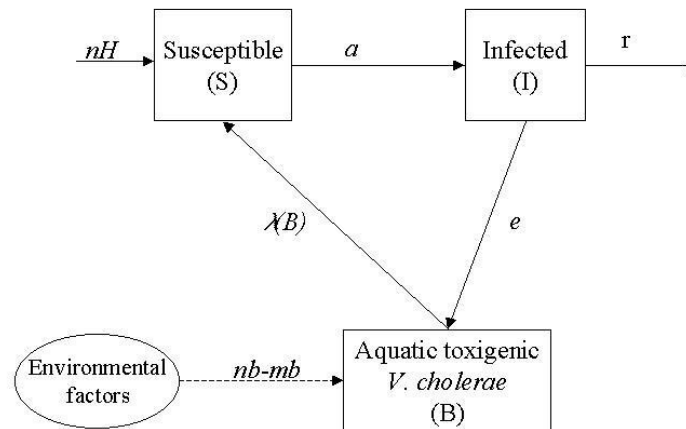 nH
Susceptible
(S)
a
Infected
(I)
r
λ(B)
e
Environmental
factors
nb-mb
Aquatic toxigenic
V. cholerae
(B)